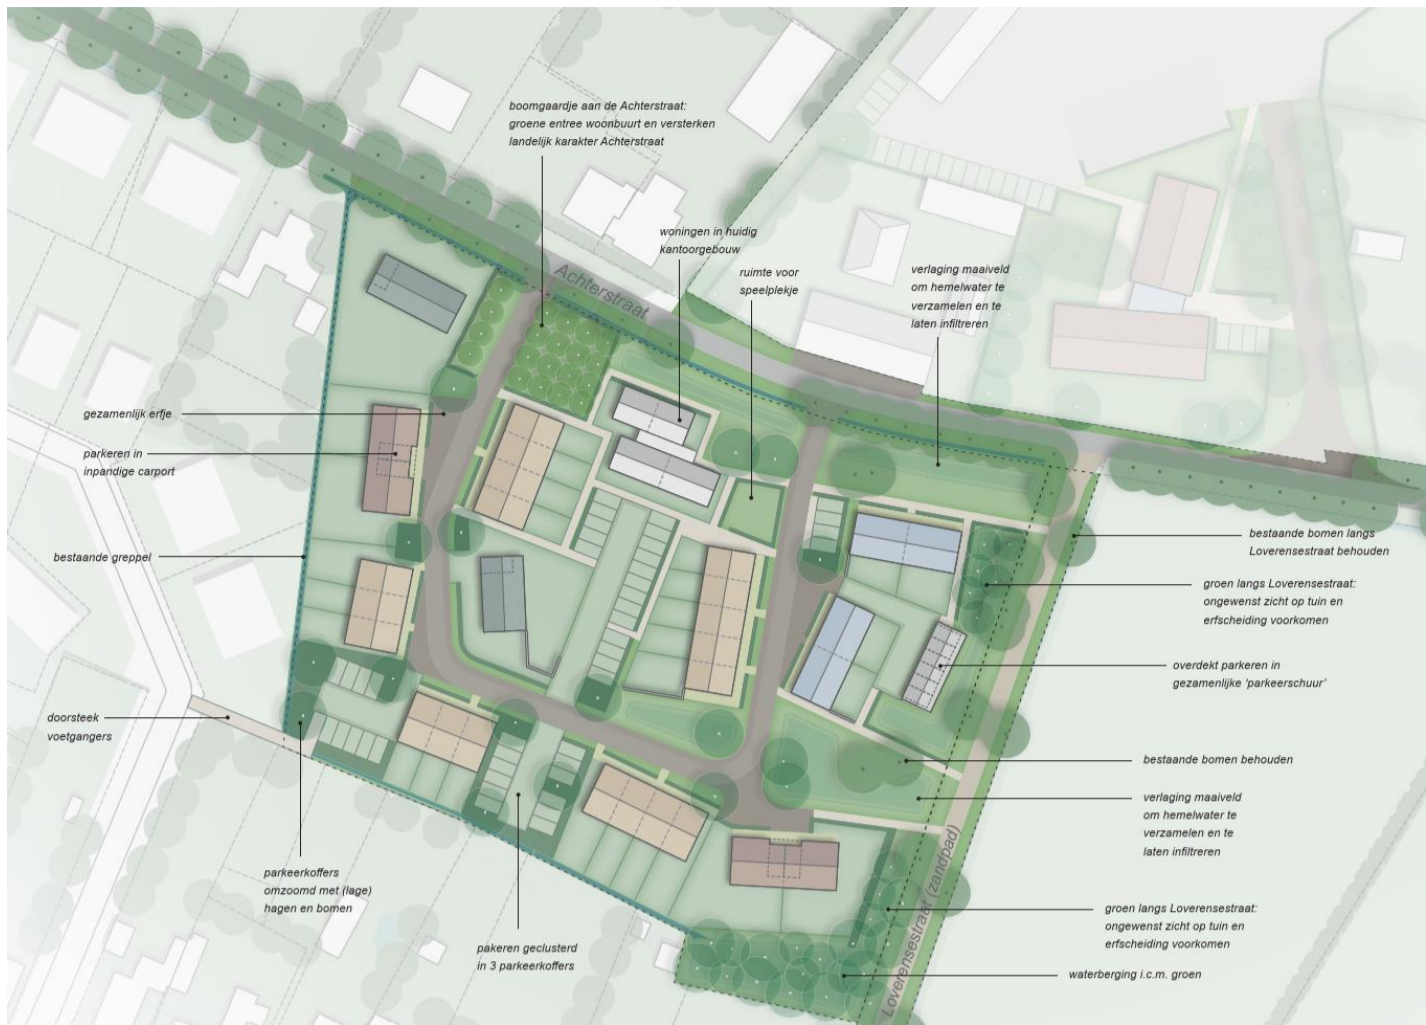 boomgaardje aan de Achterstraat:
groene entree woonbuurt en versterken
landelijk karakter Achterstraat
Achterstraat
woningen in huidig
kantoorgebouw
ruimte voor
speelplekje
verlaging maaiveld
om hemelwater te
verzamelen en te
laten infiltreren
gezamenlijk erfje
parkeren in
inpandige carport
bestaande greppel
doorsteek
voetgangers
parkeerkoffers
omzoomd met (lage)
hagen en bomen
pakeren geclusterd
in 3 parkeerkoffers
bestaande bomen langs
Loverensestraat behouden
groen langs Loverensestraat:
ongewenst zicht op tuin en
erfscheiding voorkomen
overdekt parkeren in
gezamenlijke 'parkeerschuur'
bestaande bomen behouden
verlaging maaiveld
om hemelwater te
verzamelen en te
laten infiltreren
groen langs Loverensestraat:
ongewenst zicht op tuin en
erfscheiding voorkomen
waterberging i.c.m. groen
Loverensestraat (zandpad)